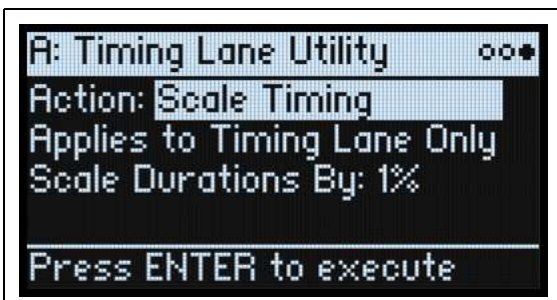 A: Timing Lane Utility
Action: Scale Timing
Applies to Timing Lane Only
Scale Durations By: 1%
Press ENTER to execute